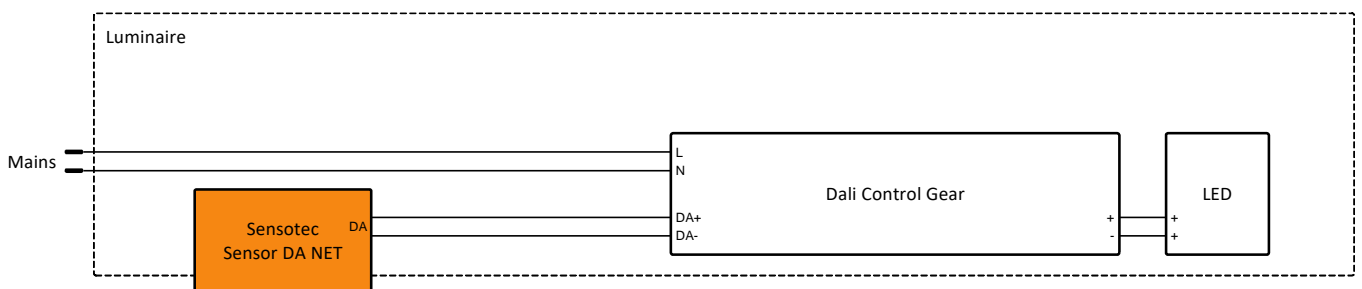 Luminaire
Mains
L
N
Dali Control Gear
LED
Sensotec
Sensor DA NET
DA
DA+
DA-
+
-
+
+